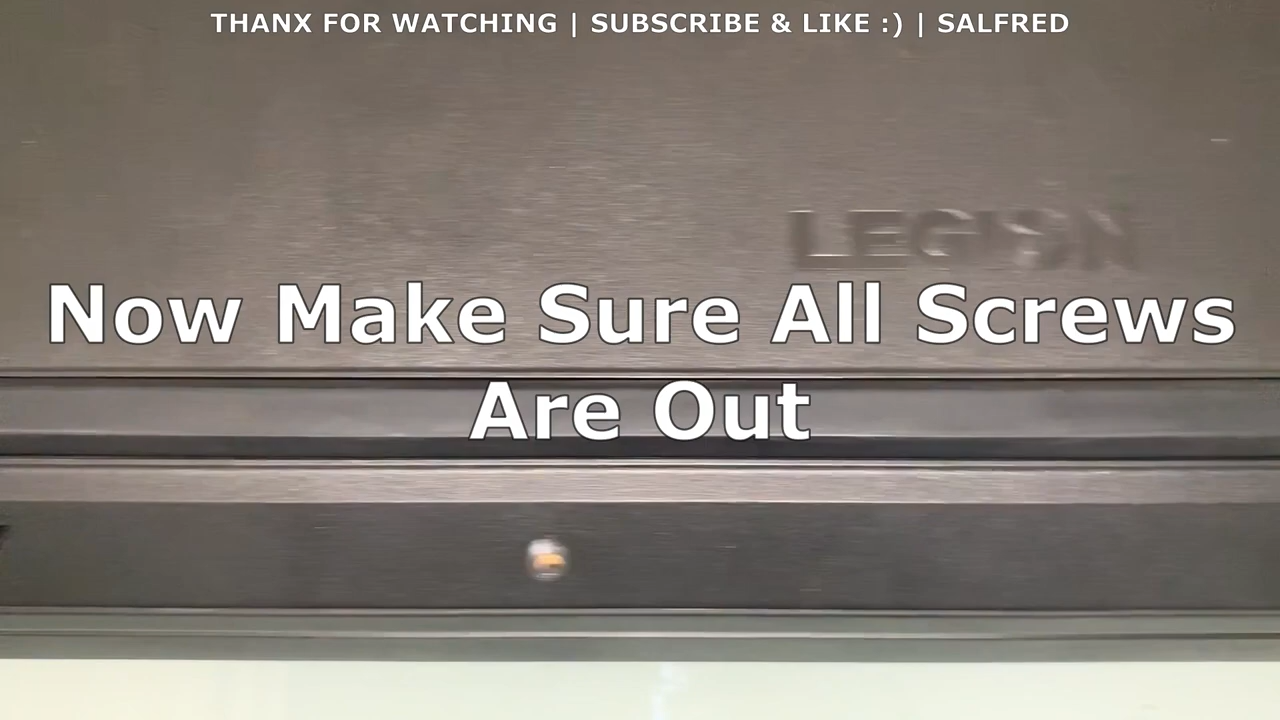 THANX FOR WATCHING | SUBSCRIBE & LIKE :) | SALFRED
LEGION
Now Make Sure All Screws
Are Out